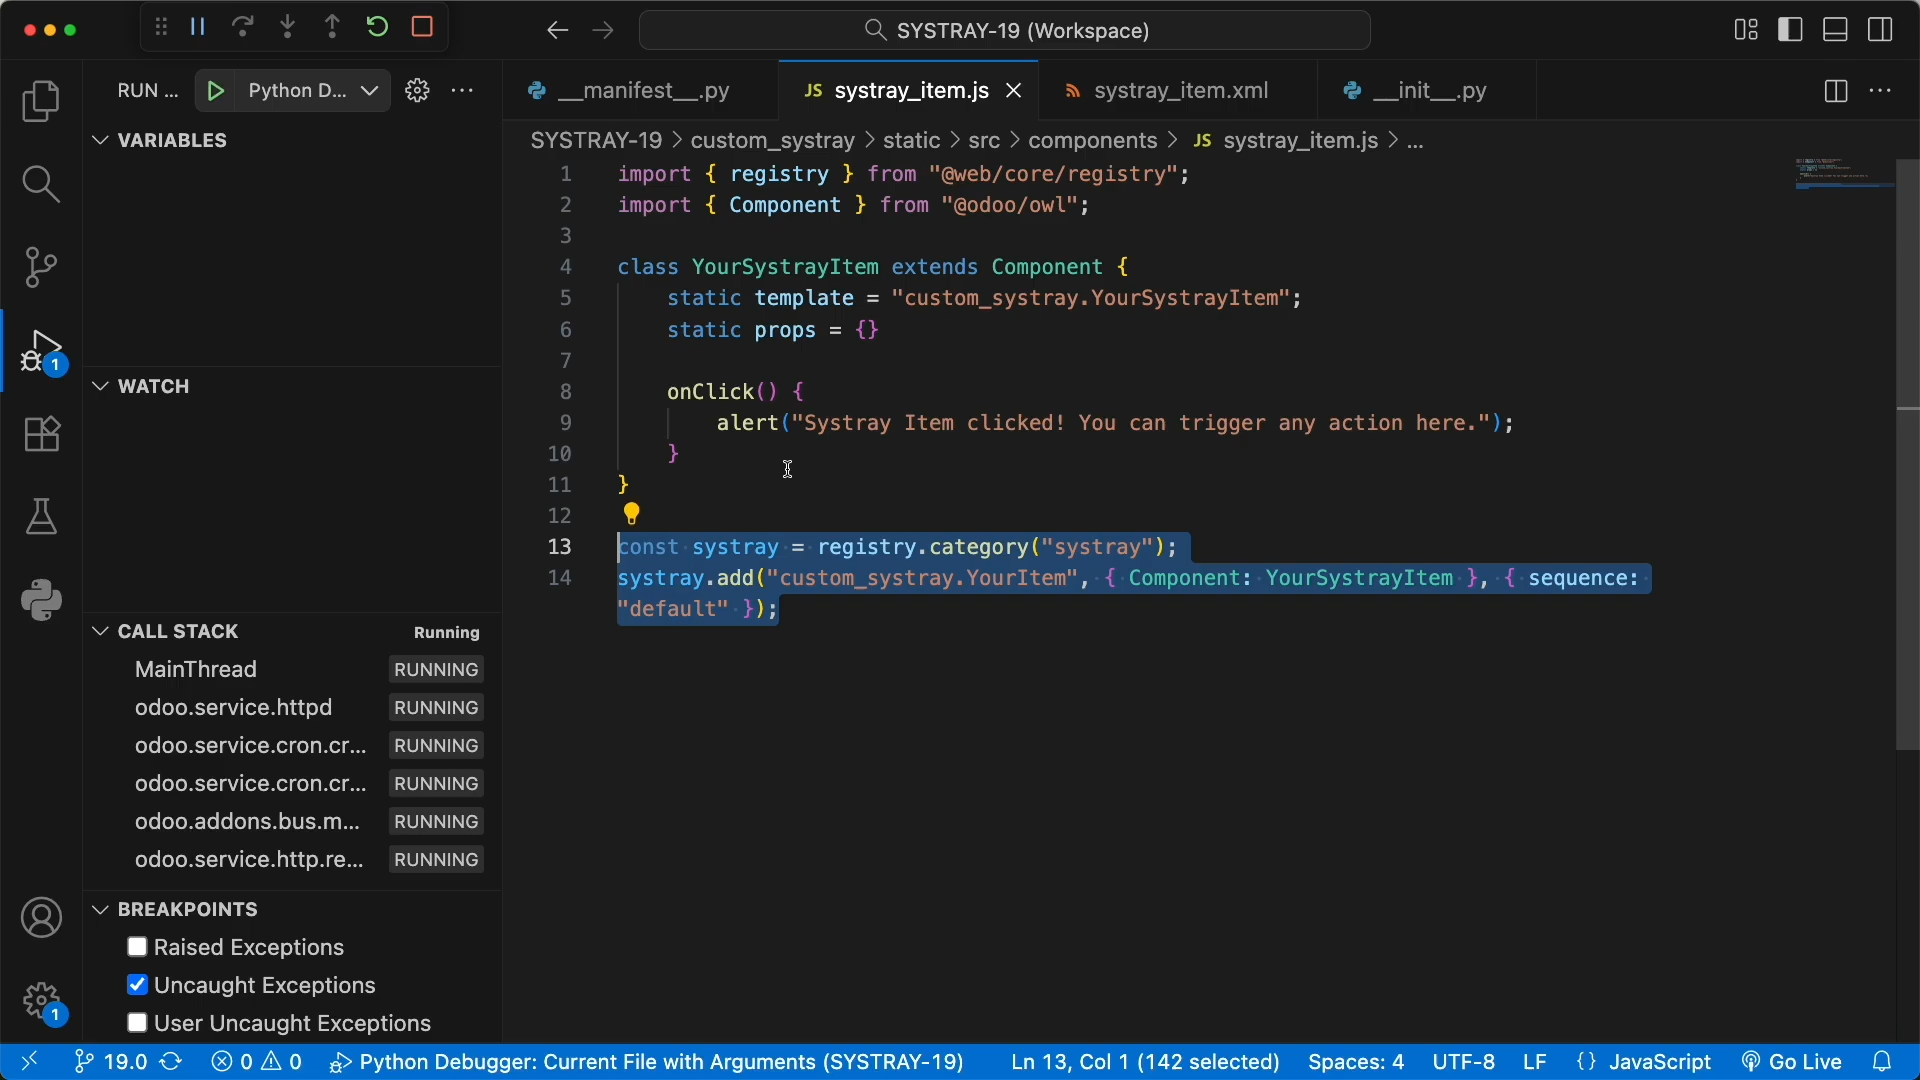 SYSTRAY-19 (Workspace)
RUN ...
Python D...
...
__manifest__.py
JS systray_item.js
systray_item.xml
__init__.py
SYSTRAY-19 > custom_systray > static > src > components > JS systray_item.js > ...
VARIABLES
WATCH
CALL STACK
Running
MainThread RUNNING
odoo.service.httpd RUNNING
odoo.service.cron.cr... RUNNING
odoo.service.cron.cr... RUNNING
odoo.addons.bus.m... RUNNING
odoo.service.http.re... RUNNING
BREAKPOINTS
Raised Exceptions
Uncaught Exceptions
User Uncaught Exceptions
1
1
1 import { registry } from "@web/core/registry";
2 import { Component } from "@odoo/owl";
3
4 class YourSystrayItem extends Component {
5 static template = "custom_systray.YourSystrayItem";
6 static props = {}
7
8 onClick() {
9 alert("Systray Item clicked! You can trigger any action here.");
10 }
11 }
12
13 const systray = registry.category("systray");
14 systray.add("custom_systray.YourItem", { Component: YourSystrayItem }, { sequence:
"default" });
19.0 0 0 Python Debugger: Current File with Arguments (SYSTRAY-19) Ln 13, Col 1 (142 selected) Spaces: 4 UTF-8 LF {} JavaScript Go Live